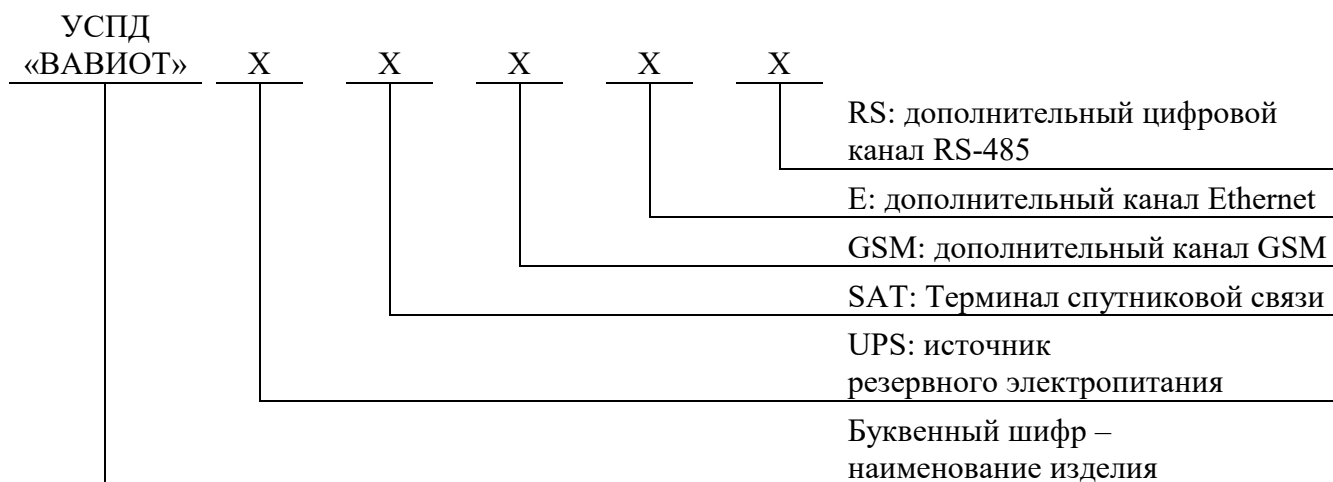 УСПД
«ВАВИОТ» X X X X X
RS: дополнительный цифровой
канал RS-485
E: дополнительный канал Ethernet
GSM: дополнительный канал GSM
SAT: Терминал спутниковой связи
UPS: источник
резервного электропитания
Буквенный шифр –
наименование изделия